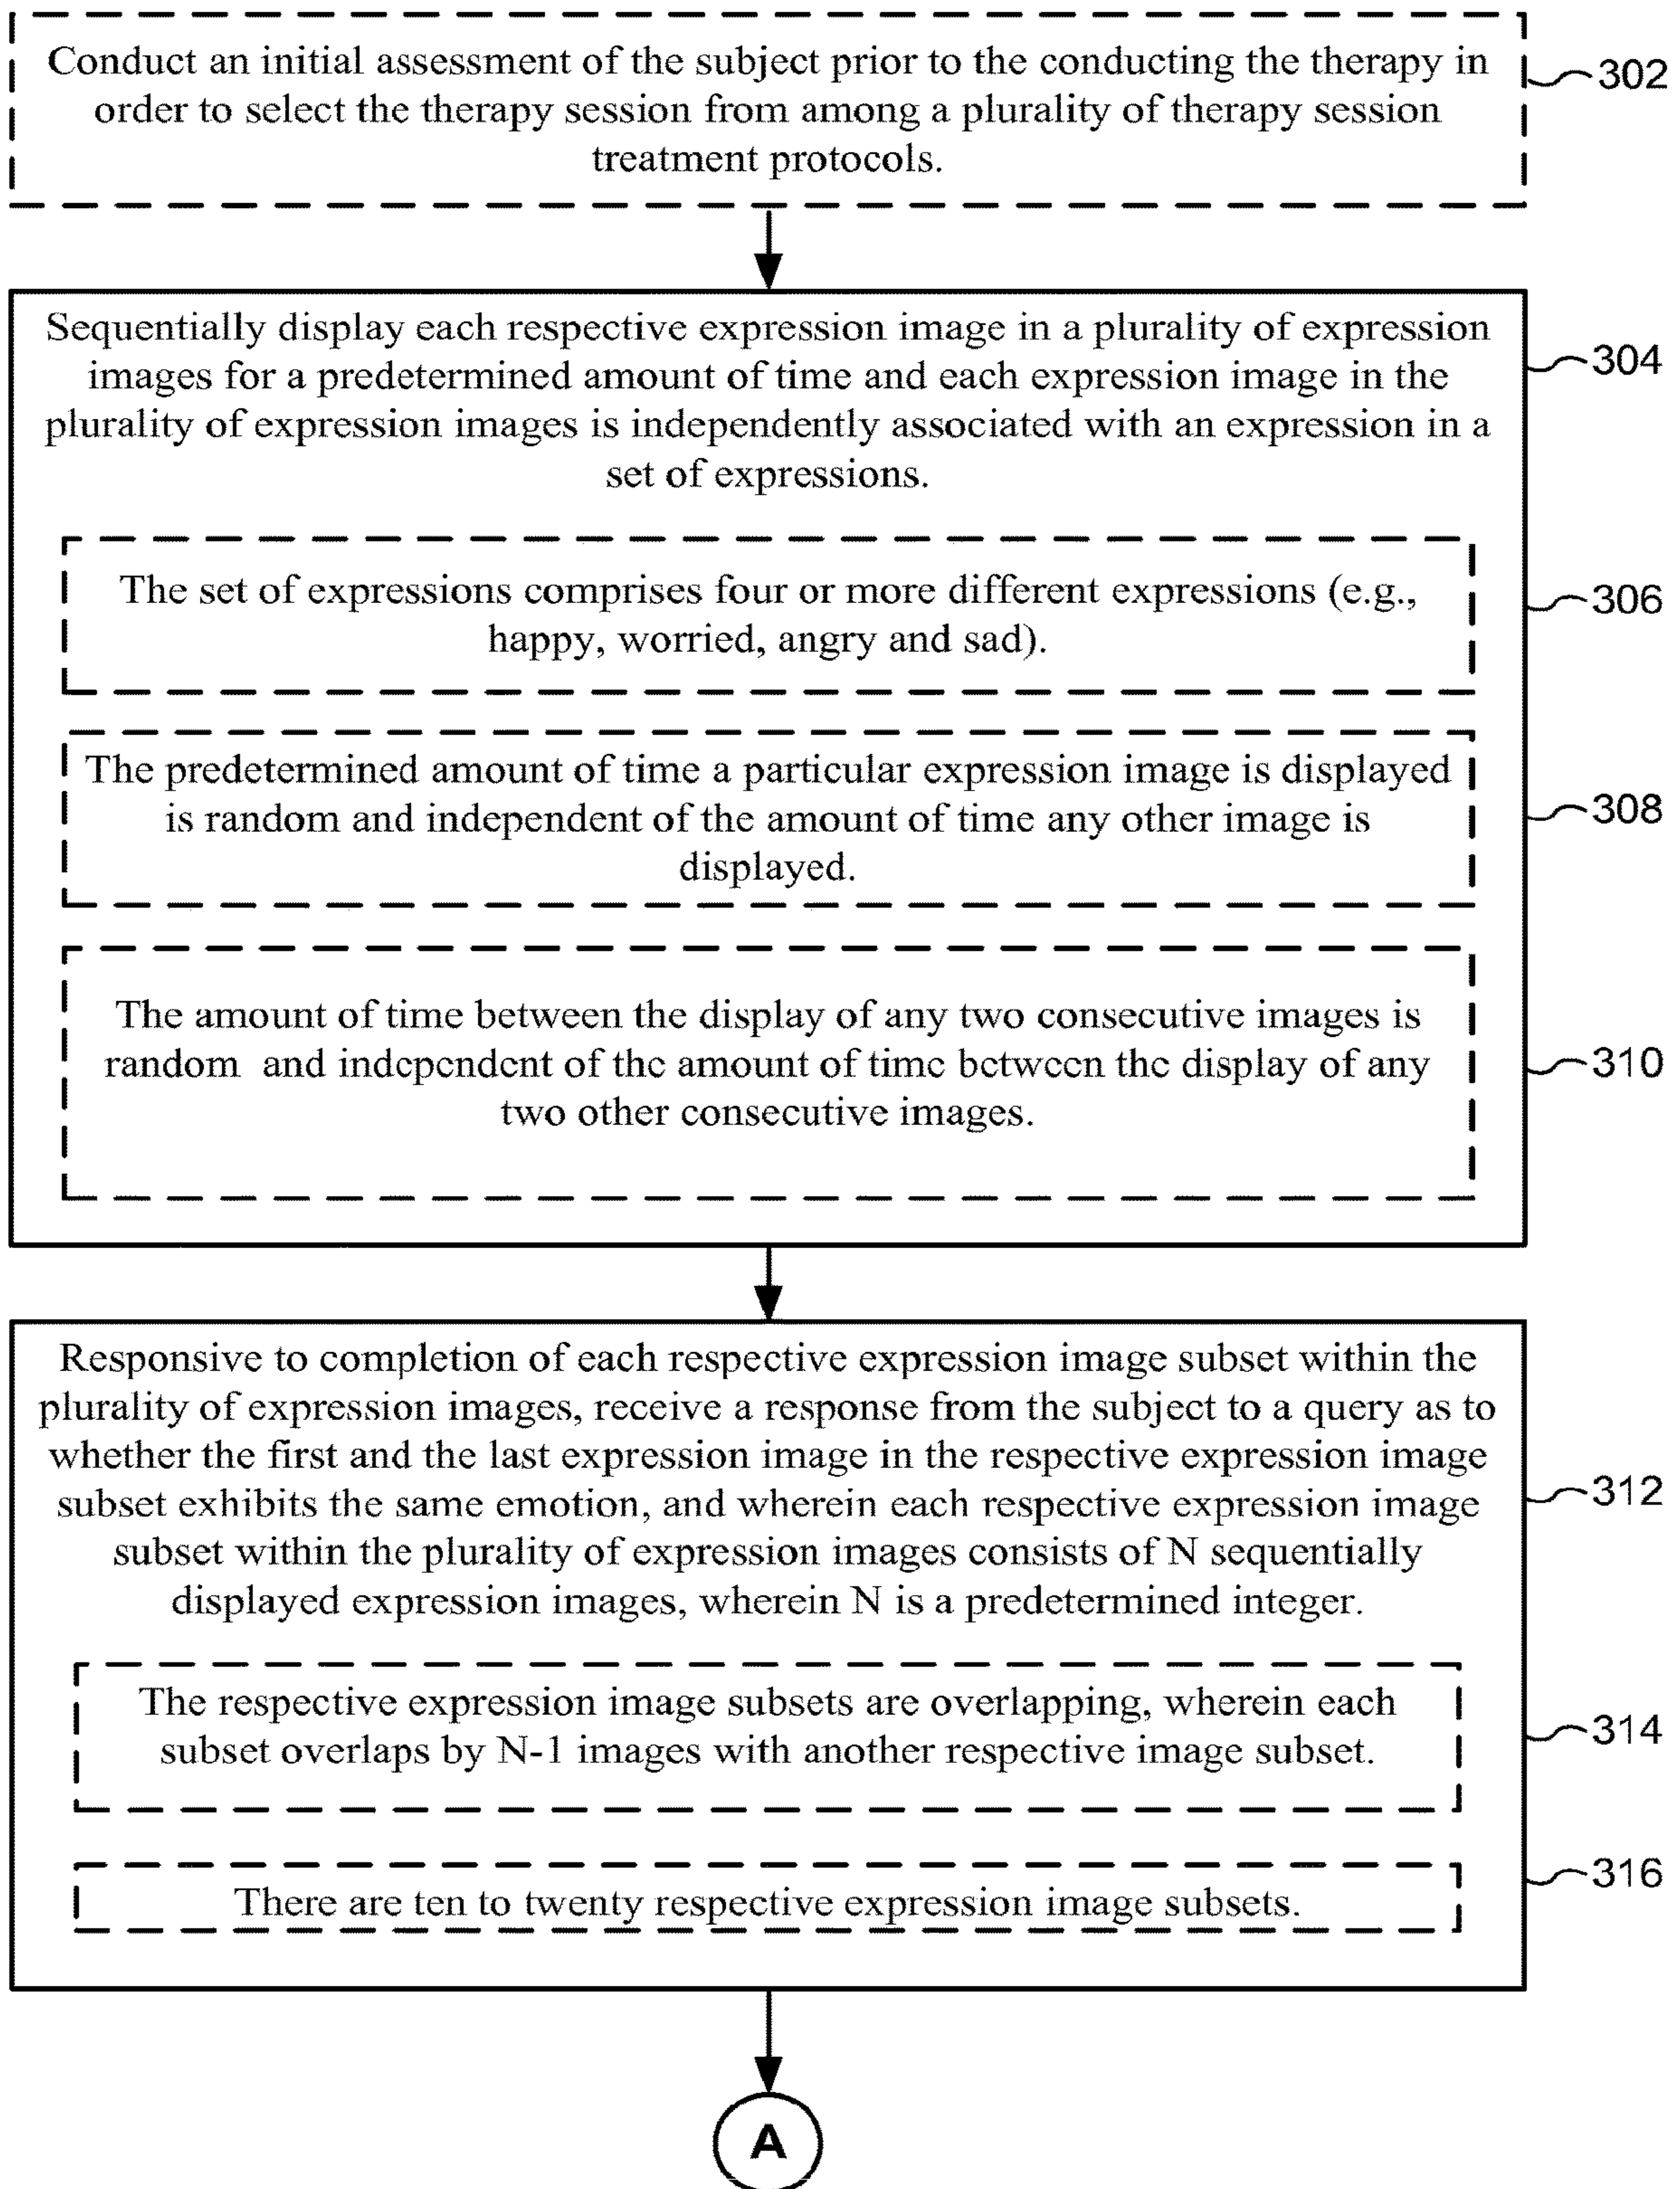 Conduct an initial assessment of the subject prior to the conducting the therapy in
order to select the therapy session from among a plurality of therapy session
treatment protocols.
302
Sequentially display each respective expression image in a plurality of expression
images for a predetermined amount of time and each expression image in the
plurality of expression images is independently associated with an expression in a
set of expressions.
304
The set of expressions comprises four or more different expressions (e.g.,
happy, worried, angry and sad).
306
The predetermined amount of time a particular expression image is displayed
is random and independent of the amount of time any other image is
displayed.
308
The amount of time between the display of any two consecutive images is
random and independent of the amount of time between the display of any
two other consecutive images.
310
Responsive to completion of each respective expression image subset within the
plurality of expression images, receive a response from the subject to a query as to
whether the first and the last expression image in the respective expression image
subset exhibits the same emotion, and wherein each respective expression image
subset within the plurality of expression images consists of N sequentially
displayed expression images, wherein N is a predetermined integer.
312
The respective expression image subsets are overlapping, wherein each
subset overlaps by N-1 images with another respective image subset.
314
There are ten to twenty respective expression image subsets.
316
A